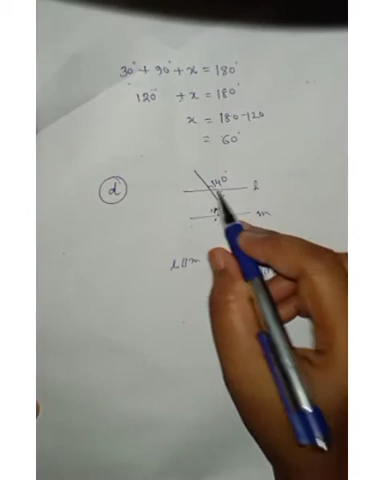 30° + 90° + x = 180°
120° + x = 180°
x = 180-120
= 60°
d
140°
l
m
l || m